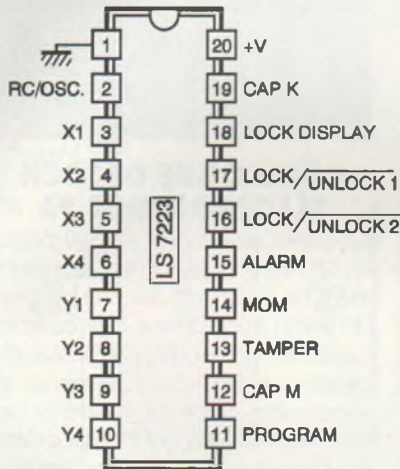 1 20 +V
RC/OSC. 2 19 CAP K
X1 3 18 LOCK DISPLAY
X2 4 17 LOCK/UNLOCK 1
X3 5 16 LOCK/UNLOCK 2
X4 6 15 ALARM
Y1 7 14 MOM
Y2 8 13 TAMPER
Y3 9 12 CAP M
Y4 10 11 PROGRAM
LS 7223